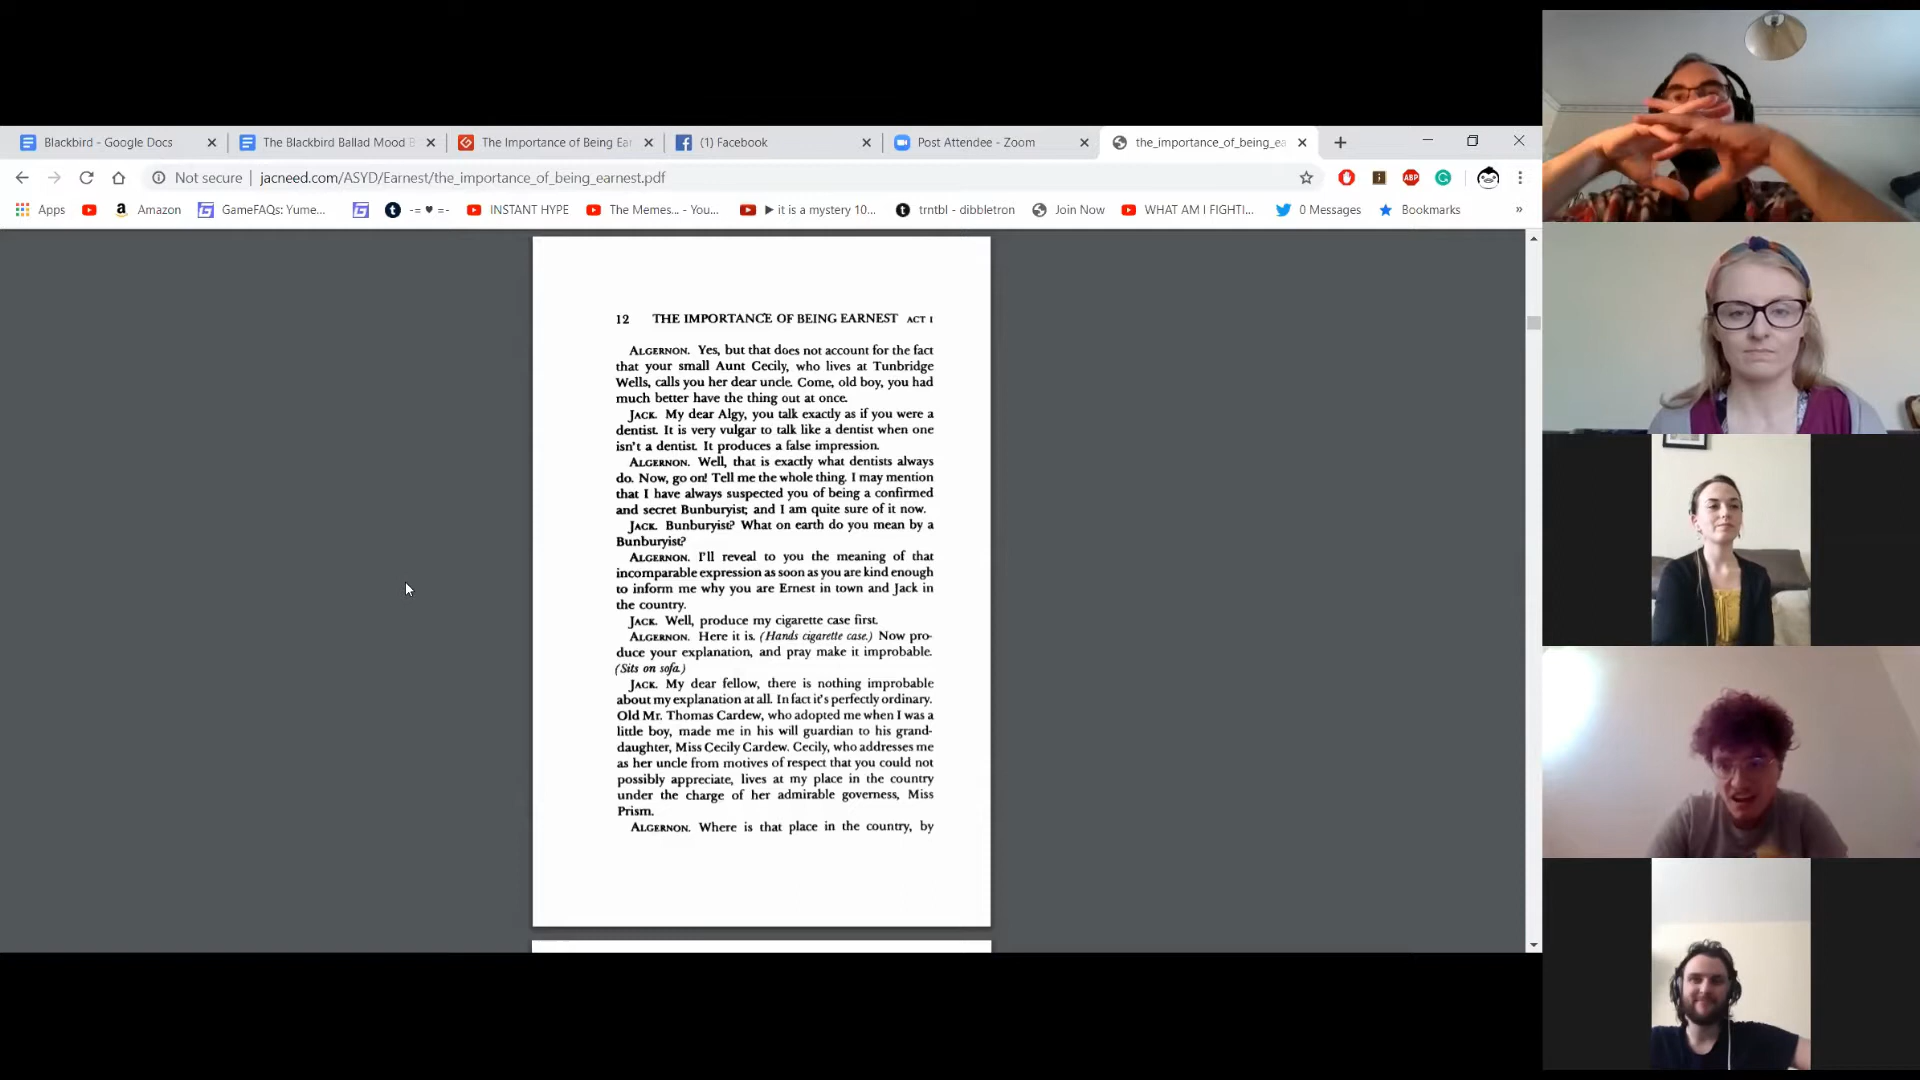 Blackbird - Google Docs
The Blackbird Ballad Mood B
The Importance of Being Ear
(1) Facebook
Post Attendee - Zoom
the_importance_of_being_ea
Not secure | jacneed.com/ASYD/Earnest/the_importance_of_being_earnest.pdf
ABP
Apps
Amazon
GameFAQs: Yume...
-= ♥ =-
INSTANT HYPE
The Memes... - You...
▶ it is a mystery 10...
trntbl - dibbletron
Join Now
WHAT AM I FIGHTI...
0 Messages
Bookmarks
»
12 THE IMPORTANCE OF BEING EARNEST ACT I
ALGERNON. Yes, but that does not account for the fact
that your small Aunt Cecily, who lives at Tunbridge
Wells, calls you her dear uncle. Come, old boy, you had
much better have the thing out at once.
JACK. My dear Algy, you talk exactly as if you were a
dentist. It is very vulgar to talk like a dentist when one
isn't a dentist. It produces a false impression.
ALGERNON. Well, that is exactly what dentists always
do. Now, go on! Tell me the whole thing. I may mention
that I have always suspected you of being a confirmed
and secret Bunburyist; and I am quite sure of it now.
JACK. Bunburyist? What on earth do you mean by a
Bunburyist?
ALGERNON. I'll reveal to you the meaning of that
incomparable expression as soon as you are kind enough
to inform me why you are Ernest in town and Jack in
the country.
JACK. Well, produce my cigarette case first.
ALGERNON. Here it is. (Hands cigarette case.) Now pro-
duce your explanation, and pray make it improbable.
(Sits on sofa.)
JACK. My dear fellow, there is nothing improbable
about my explanation at all. In fact it's perfectly ordinary.
Old Mr. Thomas Cardew, who adopted me when I was a
little boy, made me in his will guardian to his grand-
daughter, Miss Cecily Cardew. Cecily, who addresses me
as her uncle from motives of respect that you could not
possibly appreciate, lives at my place in the country
under the charge of her admirable governess, Miss
Prism.
ALGERNON. Where is that place in the country, by